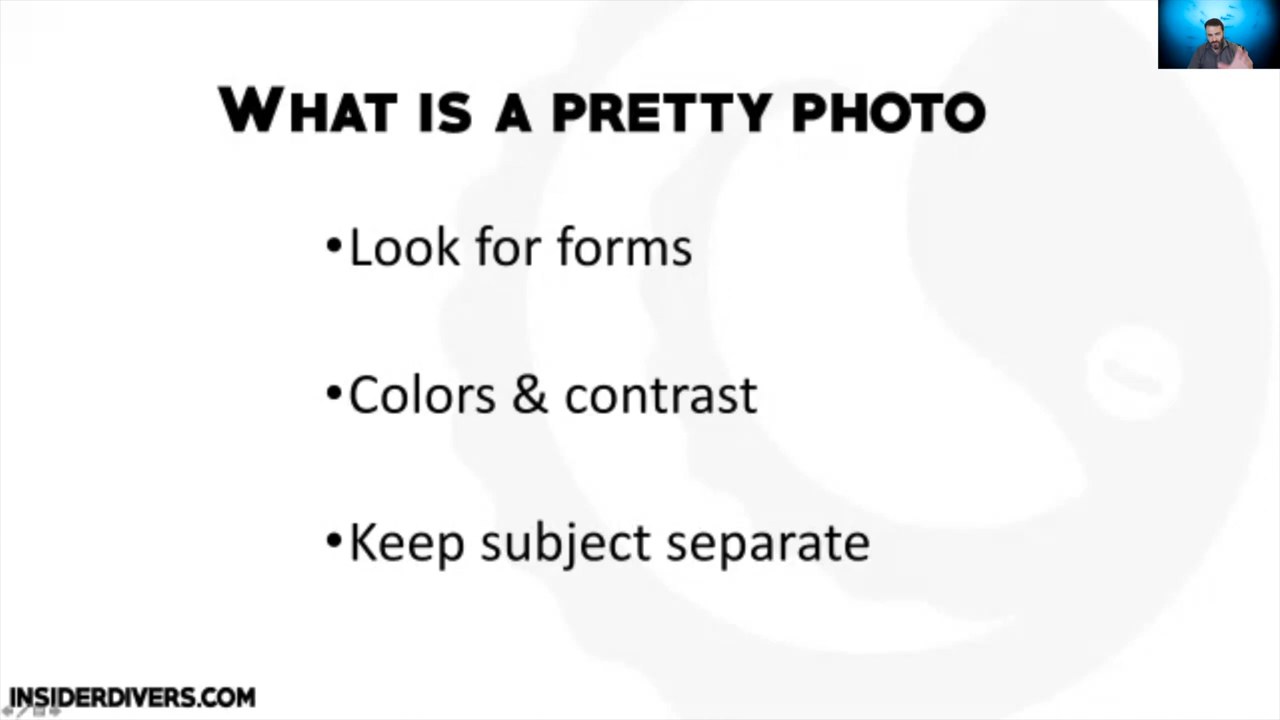 WHAT IS A PRETTY PHOTO
•Look for forms
•Colors & contrast
•Keep subject separate
INSIDERDIVERS.COM